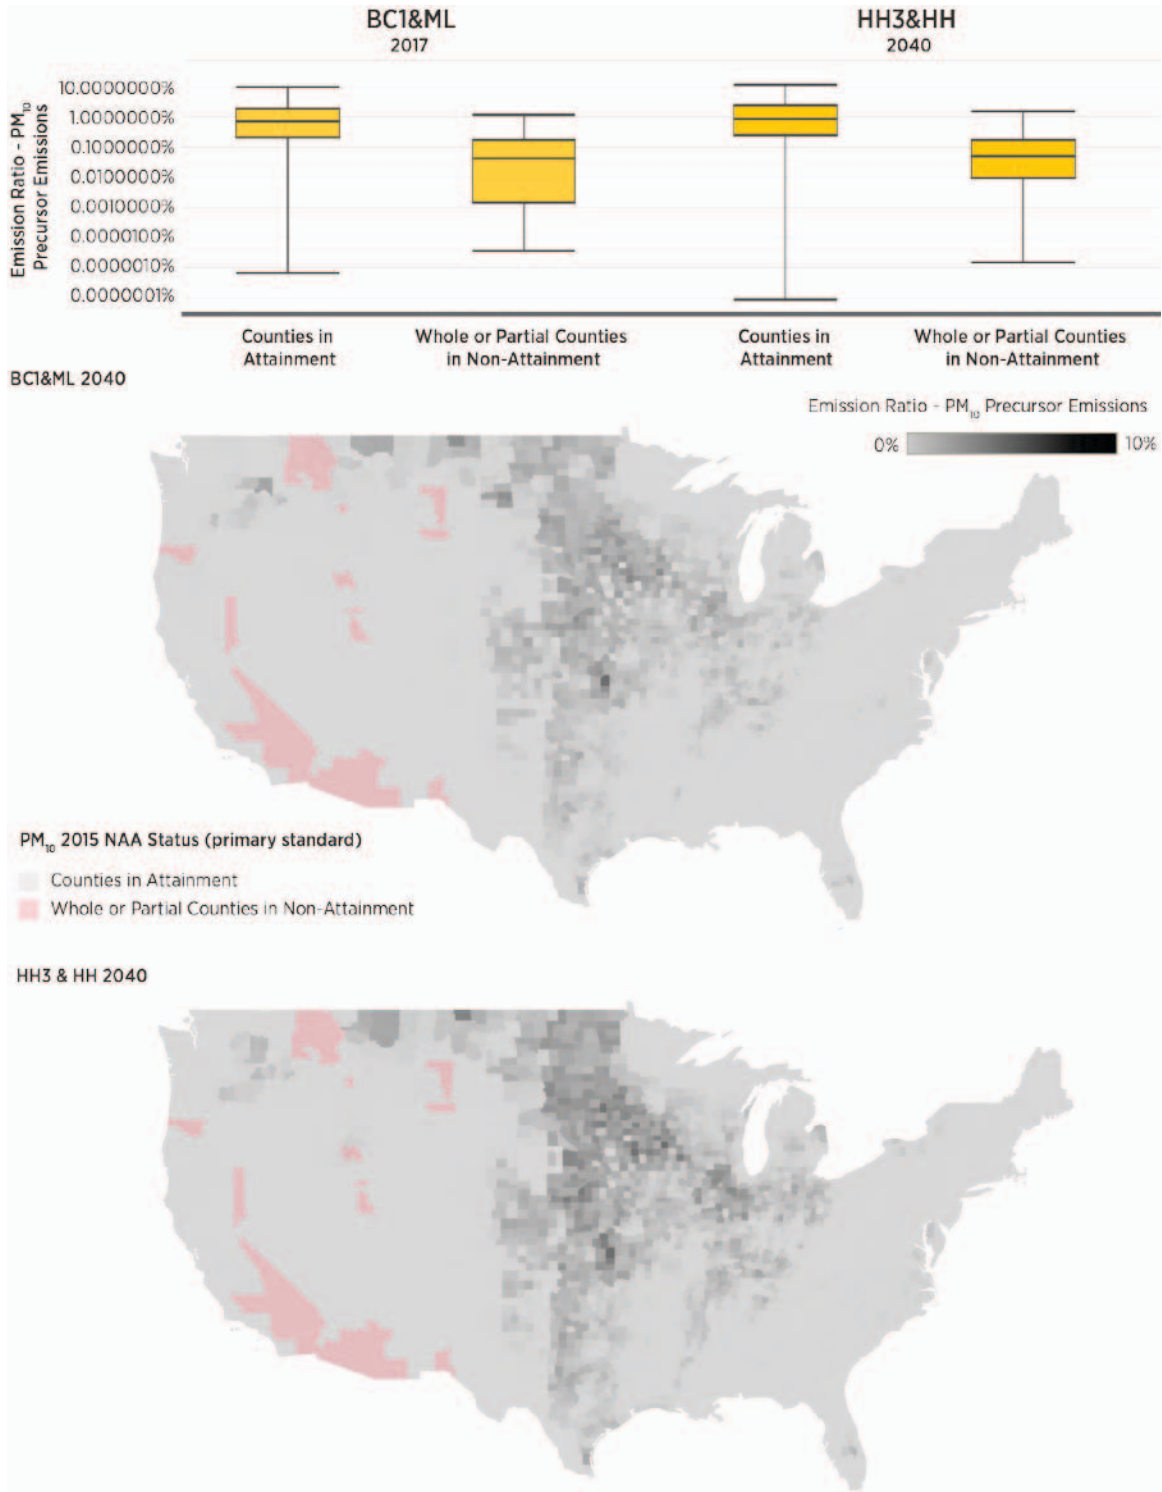 BC1&ML
2017
HH3&HH
2040
Emission Ratio - PM₁₀
Precursor Emissions
10.0000000%
1.0000000%
0.1000000%
0.0100000%
0.0010000%
0.0000100%
0.0000010%
0.0000001%
Counties in
Attainment
Whole or Partial Counties
in Non-Attainment
Counties in
Attainment
Whole or Partial Counties
in Non-Attainment
BC1&ML 2040
Emission Ratio - PM₁₀ Precursor Emissions
0%
10%
PM₁₀ 2015 NAA Status (primary standard)
Counties in Attainment
Whole or Partial Counties in Non-Attainment
HH3 & HH 2040